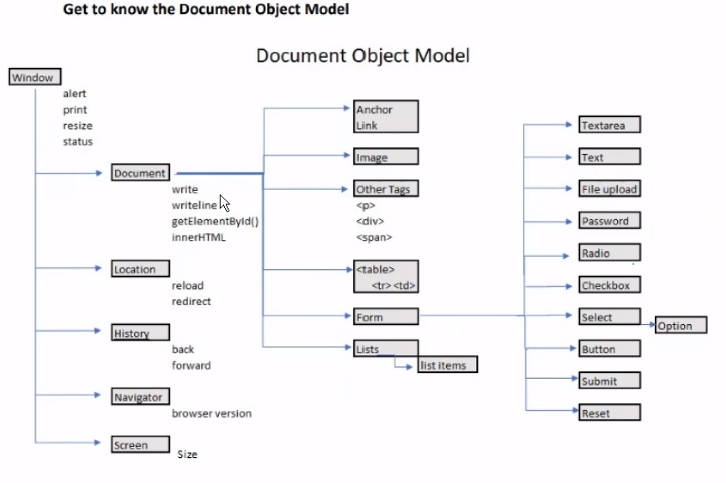 Get to know the Document Object Model
Document Object Model
Window
alert
print
resize
status
Document
write
writeline
getElementById()
innerHTML
Location
reload
redirect
History
back
forward
Navigator
browser version
Screen
Size
Anchor
Link
Image
Other Tags
<p>
<div>
<span>
<table>
<tr> <td>
Form
Lists
list items
Textarea
Text
File upload
Password
Radio
Checkbox
Select
Option
Button
Submit
Reset